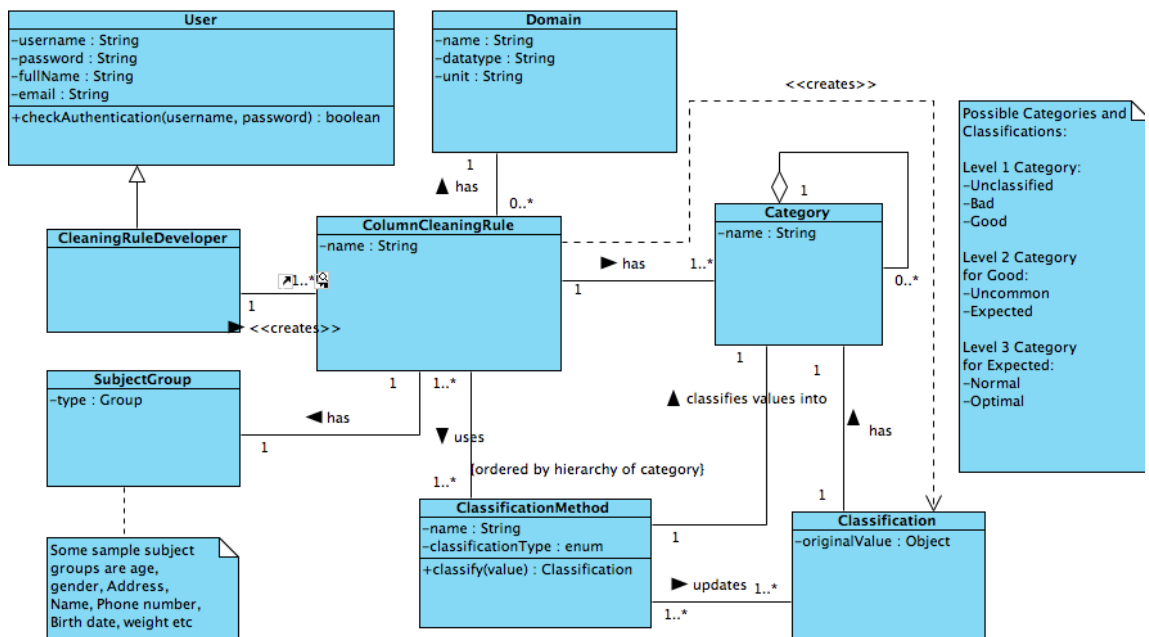 User
-username : String
-password : String
-fullName : String
-email : String
+checkAuthentication(username, password) : boolean
Domain
-name : String
-datatype : String
-unit : String
<<creates>>
Possible Categories and
Classifications:
Level 1 Category:
-Unclassified
-Bad
-Good
Level 2 Category
for Good:
-Uncommon
-Expected
Level 3 Category
for Expected:
-Normal
-Optimal
1
has
0..*
1
Category
-name : String
0..*
CleaningRuleDeveloper
ColumnCleaningRule
-name : String
1..*
1
<<creates>>
has
1..*
1
SubjectGroup
-type : Group
1
1..*
has
1
uses
{ordered by hierarchy of category}
1..*
1
1
classifies values into
has
1
ClassificationMethod
-name : String
-classificationType : enum
+classify(value) : Classification
1
Classification
-originalValue : Object
updates
1..*
1..*
Some sample subject
groups are age,
gender, Address,
Name, Phone number,
Birth date, weight etc